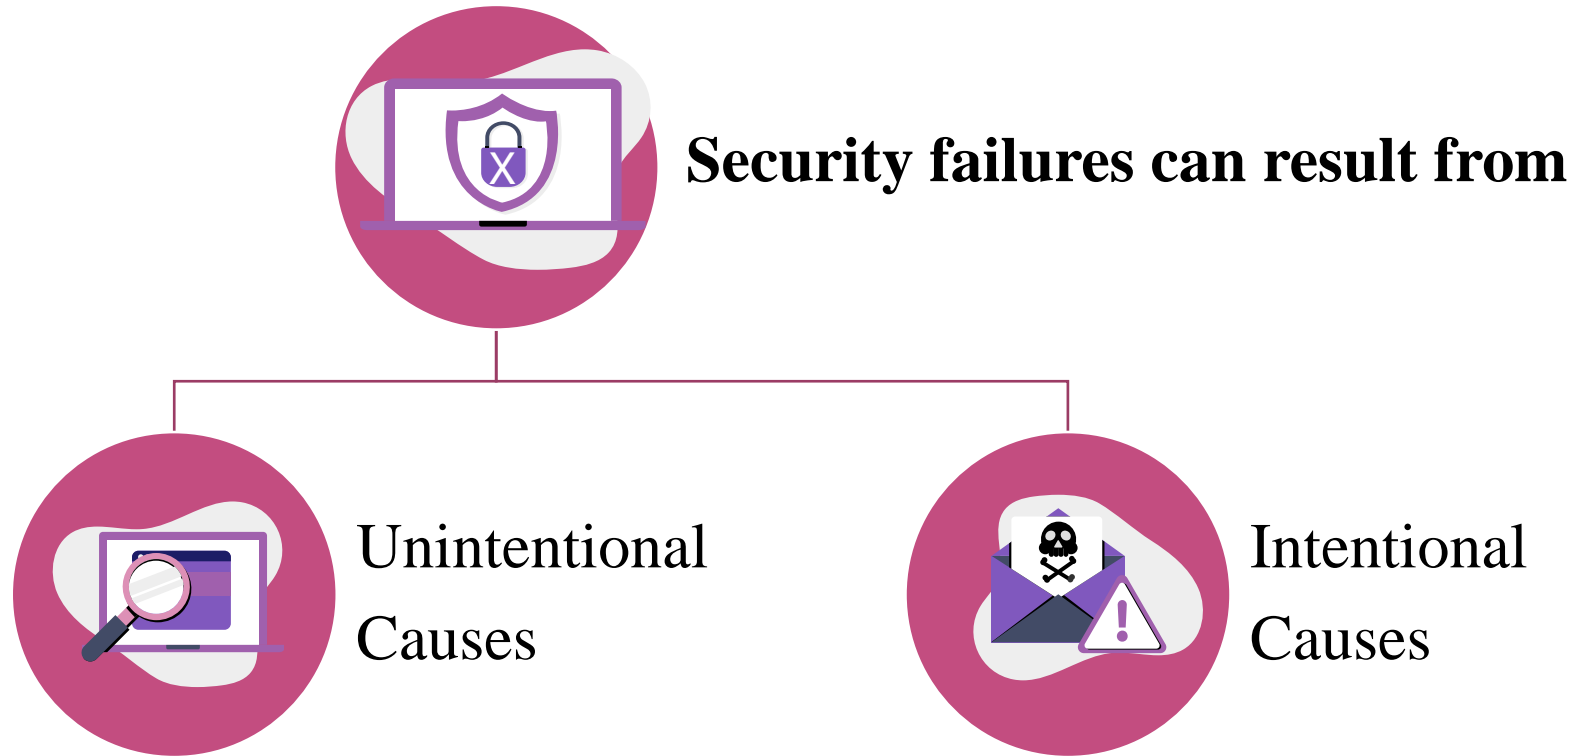 Security failures can result from
X
Unintentional
Causes
Intentional
Causes
!